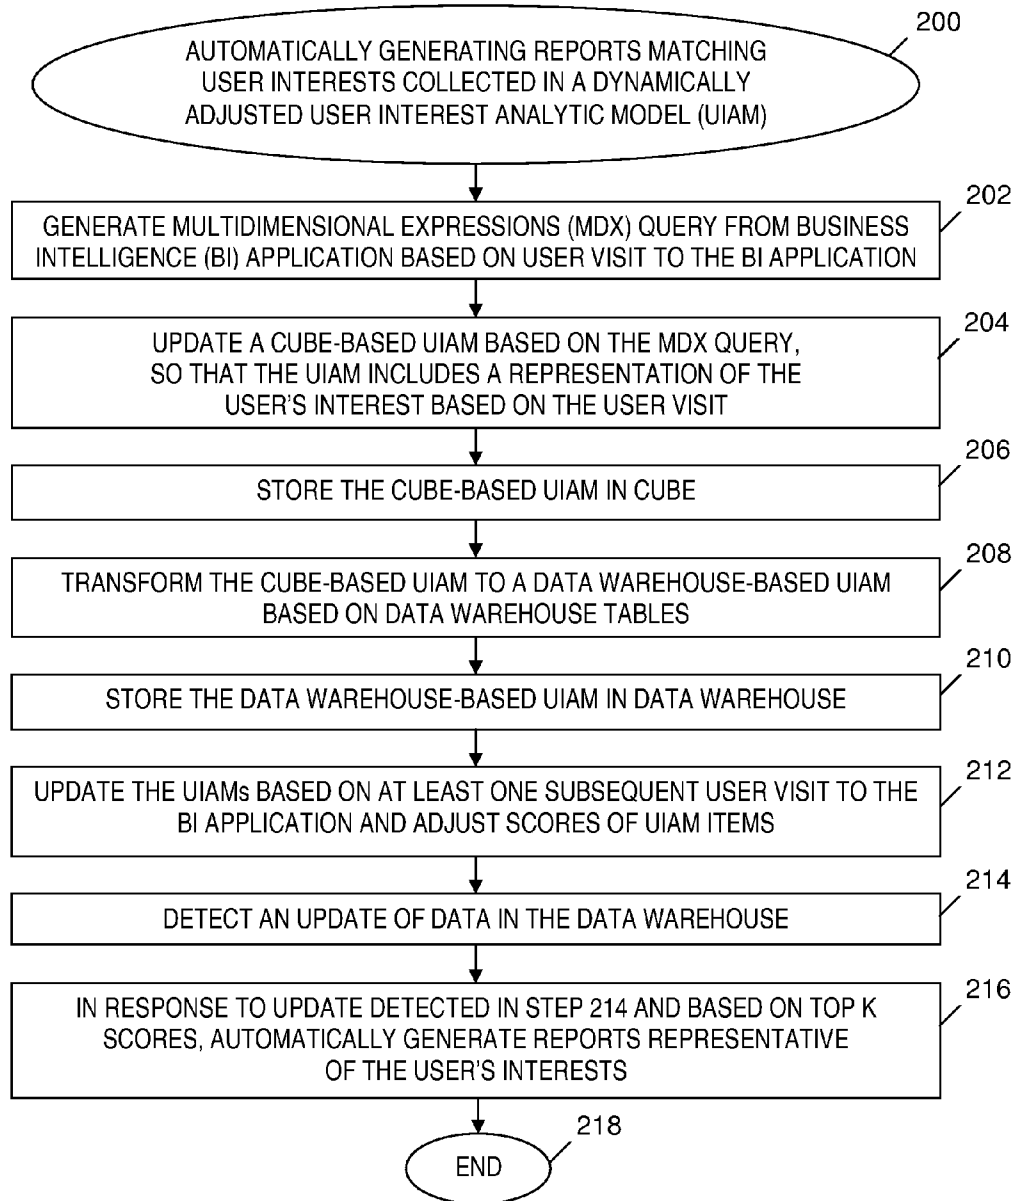 200
AUTOMATICALLY GENERATING REPORTS MATCHING
USER INTERESTS COLLECTED IN A DYNAMICALLY
ADJUSTED USER INTEREST ANALYTIC MODEL (UIAM)
202
GENERATE MULTIDIMENSIONAL EXPRESSIONS (MDX) QUERY FROM BUSINESS
INTELLIGENCE (BI) APPLICATION BASED ON USER VISIT TO THE BI APPLICATION
204
UPDATE A CUBE-BASED UIAM BASED ON THE MDX QUERY,
SO THAT THE UIAM INCLUDES A REPRESENTATION OF THE
USER'S INTEREST BASED ON THE USER VISIT
206
STORE THE CUBE-BASED UIAM IN CUBE
208
TRANSFORM THE CUBE-BASED UIAM TO A DATA WAREHOUSE-BASED UIAM
BASED ON DATA WAREHOUSE TABLES
210
STORE THE DATA WAREHOUSE-BASED UIAM IN DATA WAREHOUSE
212
UPDATE THE UIAMs BASED ON AT LEAST ONE SUBSEQUENT USER VISIT TO THE
BI APPLICATION AND ADJUST SCORES OF UIAM ITEMS
214
DETECT AN UPDATE OF DATA IN THE DATA WAREHOUSE
216
IN RESPONSE TO UPDATE DETECTED IN STEP 214 AND BASED ON TOP K
SCORES, AUTOMATICALLY GENERATE REPORTS REPRESENTATIVE
OF THE USER'S INTERESTS
218
END